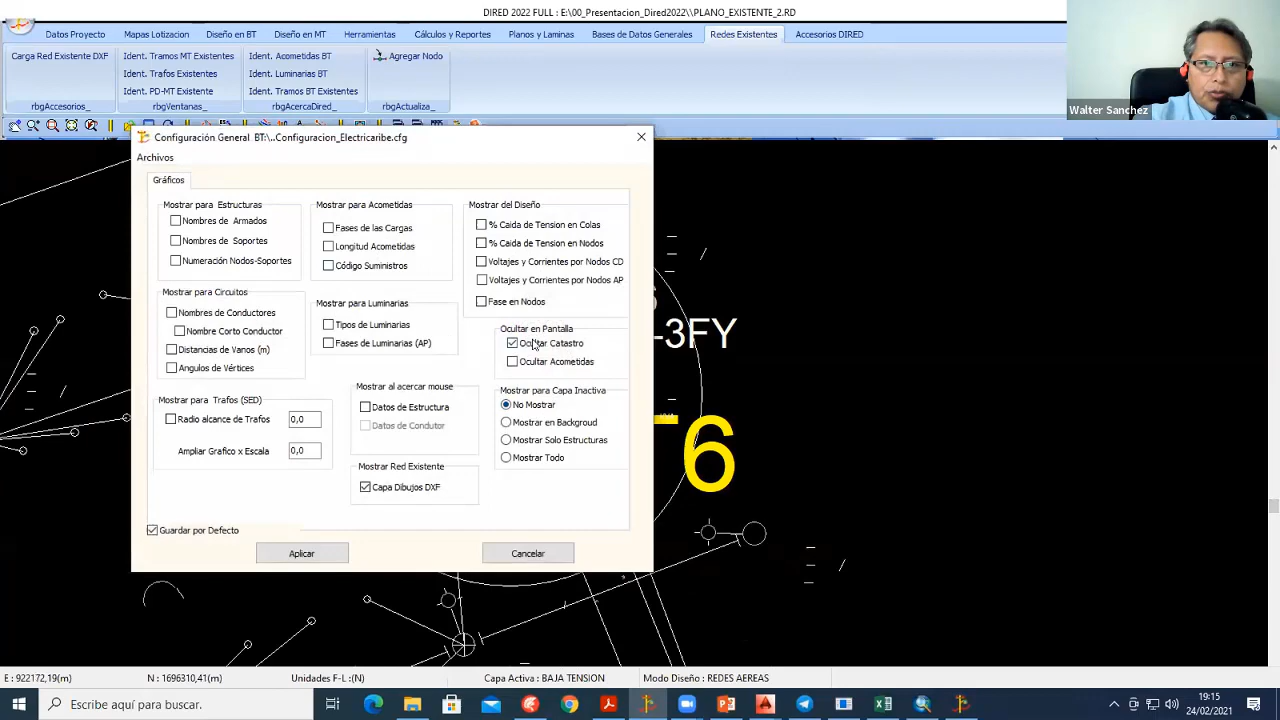 DIRED 2022 FULL : E:\00_Presentacion_Dired2022\\PLANO_EXISTENTE_2.RD
Datos Proyecto
Mapas Lotizacion
Diseño en BT
Diseño en MT
Herramientas
Cálculos y Reportes
Planos y Laminas
Bases de Datos Generales
Redes Existentes
Accesorios DIRED
Carga Red Existente DXF
Ident. Tramos MT Existentes
Ident. Acometidas BT
Agregar Nodo
Ident. Trafos Existentes
Ident. Luminarias BT
Ident. PD-MT Existente
Ident. Tramos BT Existentes
rbgAccesorios_
rbgVentanas_
rbgAcercaDired_
rbgActualiza_
Walter Sanchez
Configuración General BT:\..Configuracion_Electricaribe.cfg
Archivos
Gráficos
Mostrar para Estructuras
Nombres de Armados
Nombres de Soportes
Numeración Nodos-Soportes
Mostrar para Acometidas
Fases de las Cargas
Longitud Acometidas
Código Suministros
Mostrar del Diseño
% Caida de Tension en Colas
% Caida de Tension en Nodos
Voltajes y Corrientes por Nodos CD
Voltajes y Corrientes por Nodos AP
Fase en Nodos
Mostrar para Circuitos
Nombres de Conductores
Nombre Corto Conductor
Distancias de Vanos (m)
Angulos de Vértices
Mostrar para Luminarias
Tipos de Luminarias
Fases de Luminarias (AP)
Ocultar en Pantalla
Ocultar Catastro
Ocultar Acometidas
Mostrar para Trafos (SED)
Radio alcance de Trafos 0,0
Ampliar Grafico x Escala 0,0
Mostrar al acercar mouse
Datos de Estructura
Datos de Condutor
Mostrar para Capa Inactiva
No Mostrar
Mostrar en Backgroud
Mostrar Solo Estructuras
Mostrar Todo
Mostrar Red Existente
Capa Dibujos DXF
Guardar por Defecto
Aplicar
Cancelar
-3FY
6
E : 922172,19(m)
N : 1696310,41(m)
Unidades F-L :(N)
Capa Activa : BAJA TENSION
Modo Diseño : REDES AEREAS
Escribe aquí para buscar.
19:15
24/02/2021